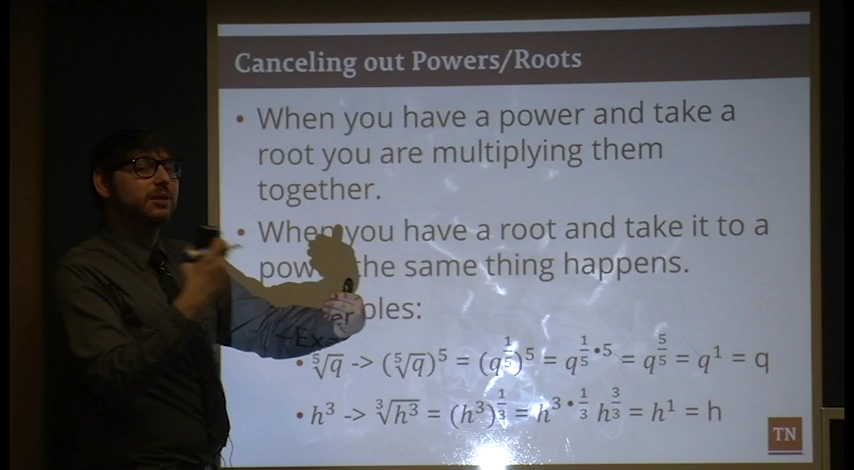 Canceling out Powers/Roots
• When you have a power and take a
root you are multiplying them
together.
• When you have a root and take it to a
the same thing happens.
• ⁵√q -> (⁵√q)⁵ = (q^(1/5))⁵ = q^(1/5 • 5) = q^(5/5) = q¹ = q
• h³ -> ³√h³ = (h³)^(1/3) = h^(3 • 1/3) h^(3/3) = h¹ = h
TN